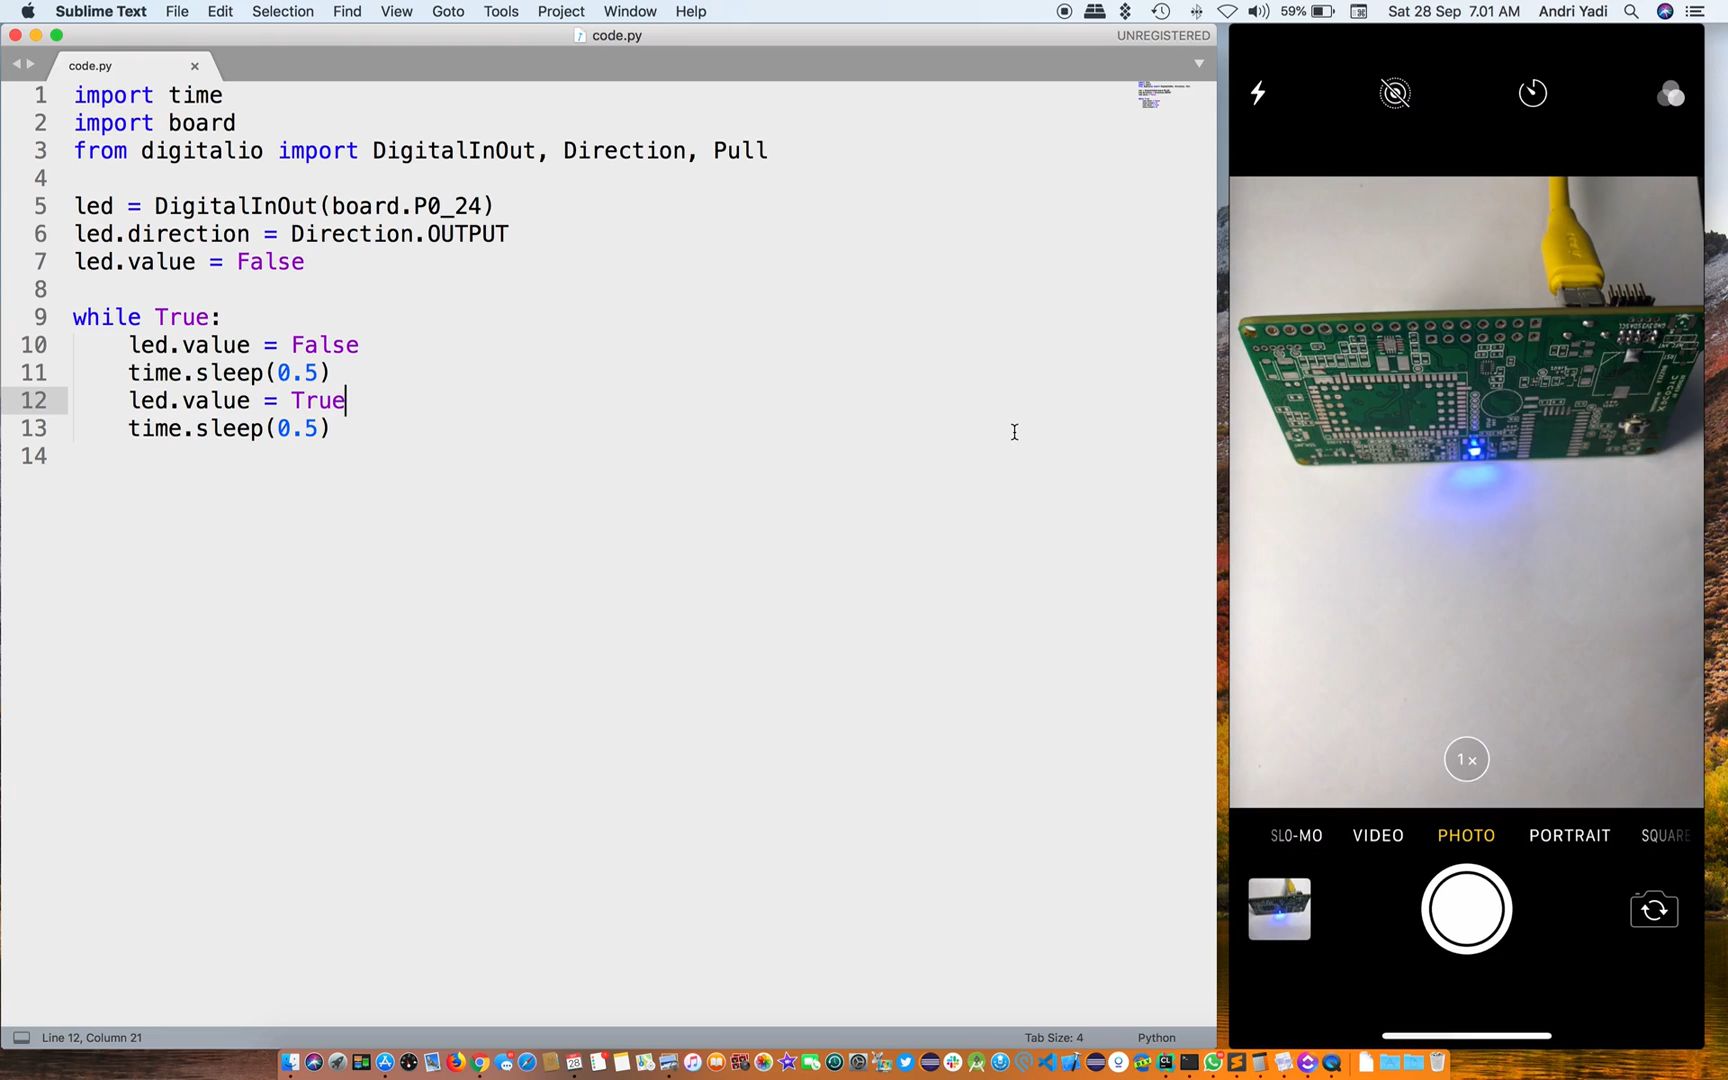 Sublime Text File Edit Selection Find View Goto Tools Project Window Help 59% Sat 28 Sep 7.01 AM Andri Yadi
code.py UNREGISTERED
code.py
1 import time
2 import board
3 from digitalio import DigitalInOut, Direction, Pull
4
5 led = DigitalInOut(board.P0_24)
6 led.direction = Direction.OUTPUT
7 led.value = False
8
9 while True:
10 led.value = False
11 time.sleep(0.5)
12 led.value = True
13 time.sleep(0.5)
14
1×
SLO-MO VIDEO PHOTO PORTRAIT SQUARE
Line 12, Column 21 Tab Size: 4 Python